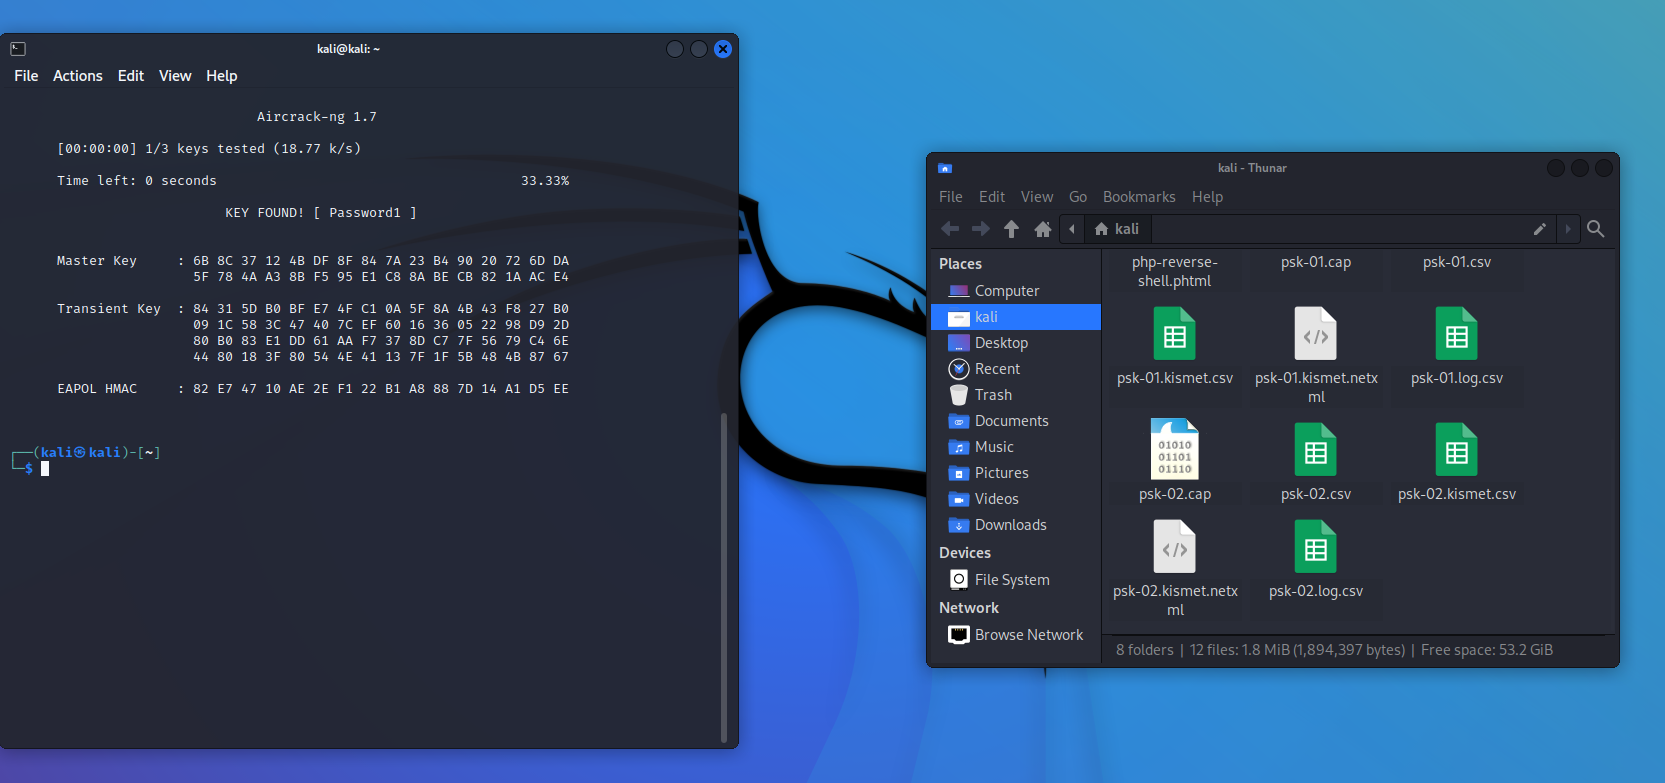 kali@kali: ~
File Actions Edit View Help
Aircrack-ng 1.7
[00:00:00] 1/3 keys tested (18.77 k/s)
Time left: 0 seconds 33.33%
KEY FOUND! [ Password1 ]
Master Key : 6B 8C 37 12 4B DF 8F 84 7A 23 B4 90 20 72 6D DA
5F 78 4A A3 8B F5 95 E1 C8 8A BE CB 82 1A AC E4
Transient Key : 84 31 5D B0 BF E7 4F C1 0A 5F 8A 4B 43 F8 27 B0
09 1C 58 3C 47 40 7C EF 60 16 36 05 22 98 D9 2D
80 B0 83 E1 DD 61 AA F7 37 8D C7 7F 56 79 C4 6E
44 80 18 3F 80 54 4E 41 13 7F 1F 5B 48 4B 87 67
EAPOL HMAC : 82 E7 47 10 AE 2E F1 22 B1 A8 88 7D 14 A1 D5 EE
┌──(kali㉿kali)-[~]
└─$
kali - Thunar
File Edit View Go Bookmarks Help
kali
Places
Computer
kali
Desktop
Recent
Trash
Documents
Music
Pictures
Videos
Downloads
Devices
File System
Network
Browse Network
php-reverse-
shell.phtml
psk-01.cap
psk-01.csv
psk-01.kismet.csv
psk-01.kismet.netx
ml
psk-01.log.csv
01010
01101
01110
psk-02.cap
psk-02.csv
psk-02.kismet.csv
psk-02.kismet.netx
ml
psk-02.log.csv
8 folders | 12 files: 1.8 MiB (1,894,397 bytes) | Free space: 53.2 GiB